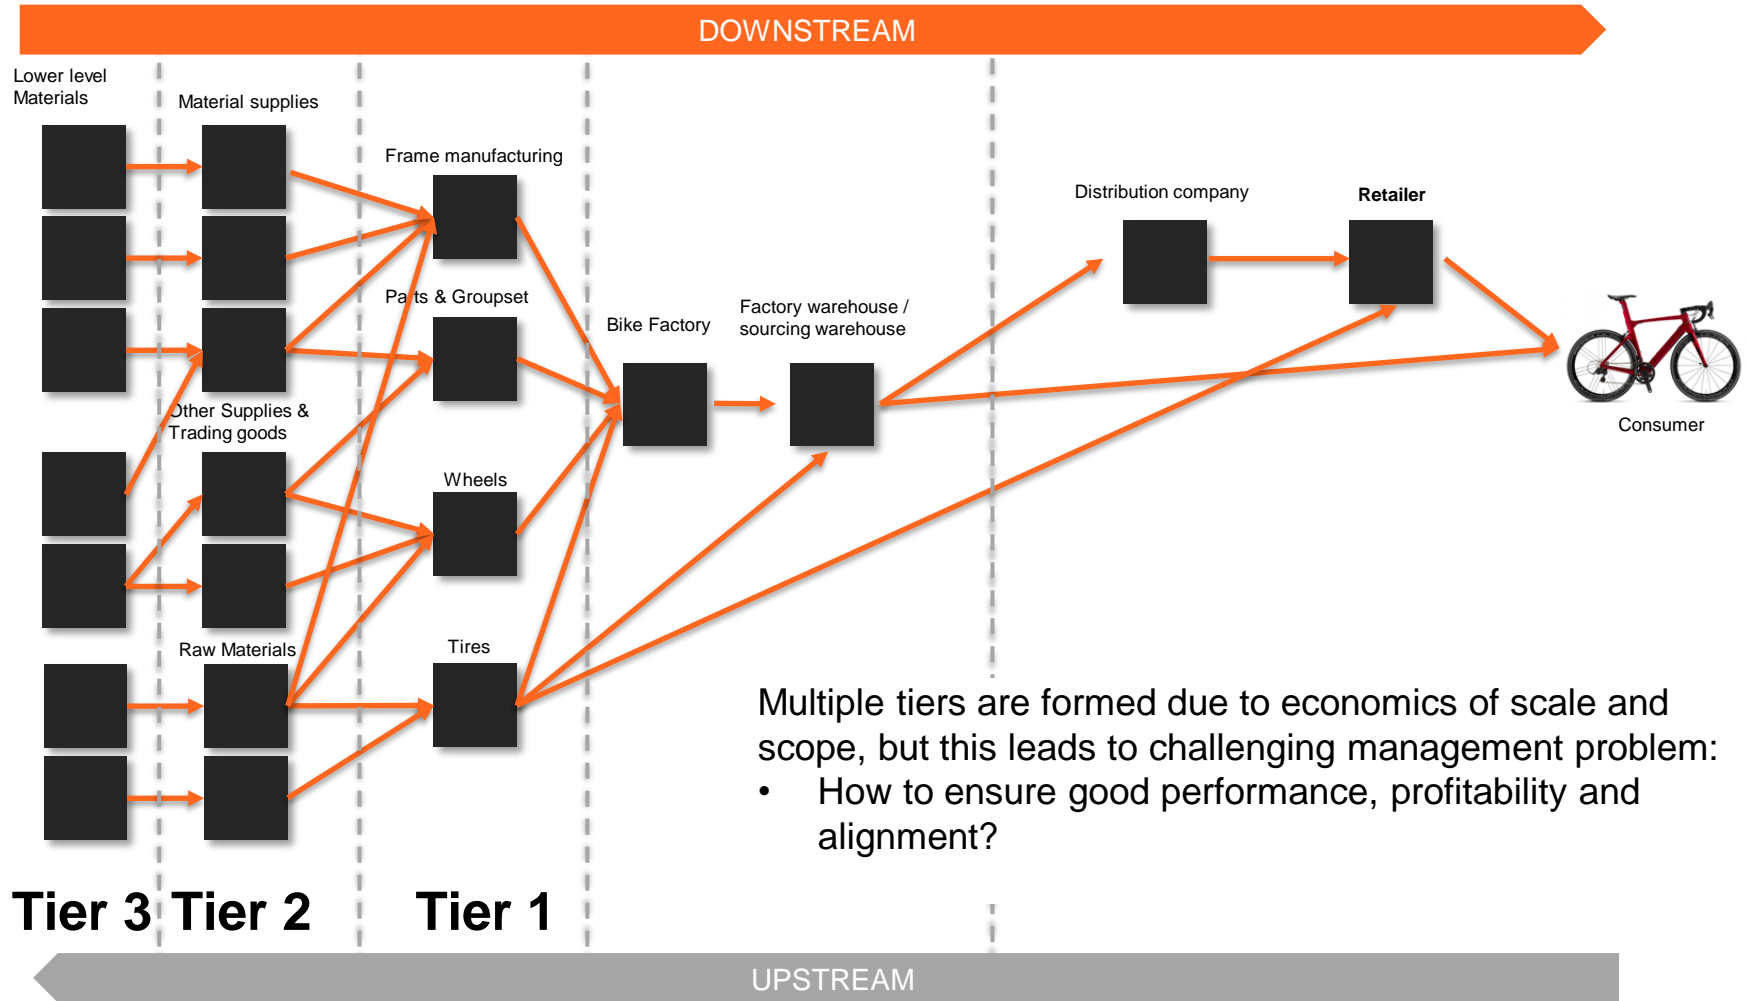 DOWNSTREAM
Lower level
Materials
Material supplies
Frame manufacturing
Distribution company
Retailer
Parts & Groupset
Factory warehouse /
sourcing warehouse
Bike Factory
Other Supplies &
Trading goods
Consumer
Wheels
Raw Materials
Tires
Multiple tiers are formed due to economics of scale and
scope, but this leads to challenging management problem:
• How to ensure good performance, profitability and
alignment?
Tier 3
Tier 2
Tier 1
UPSTREAM